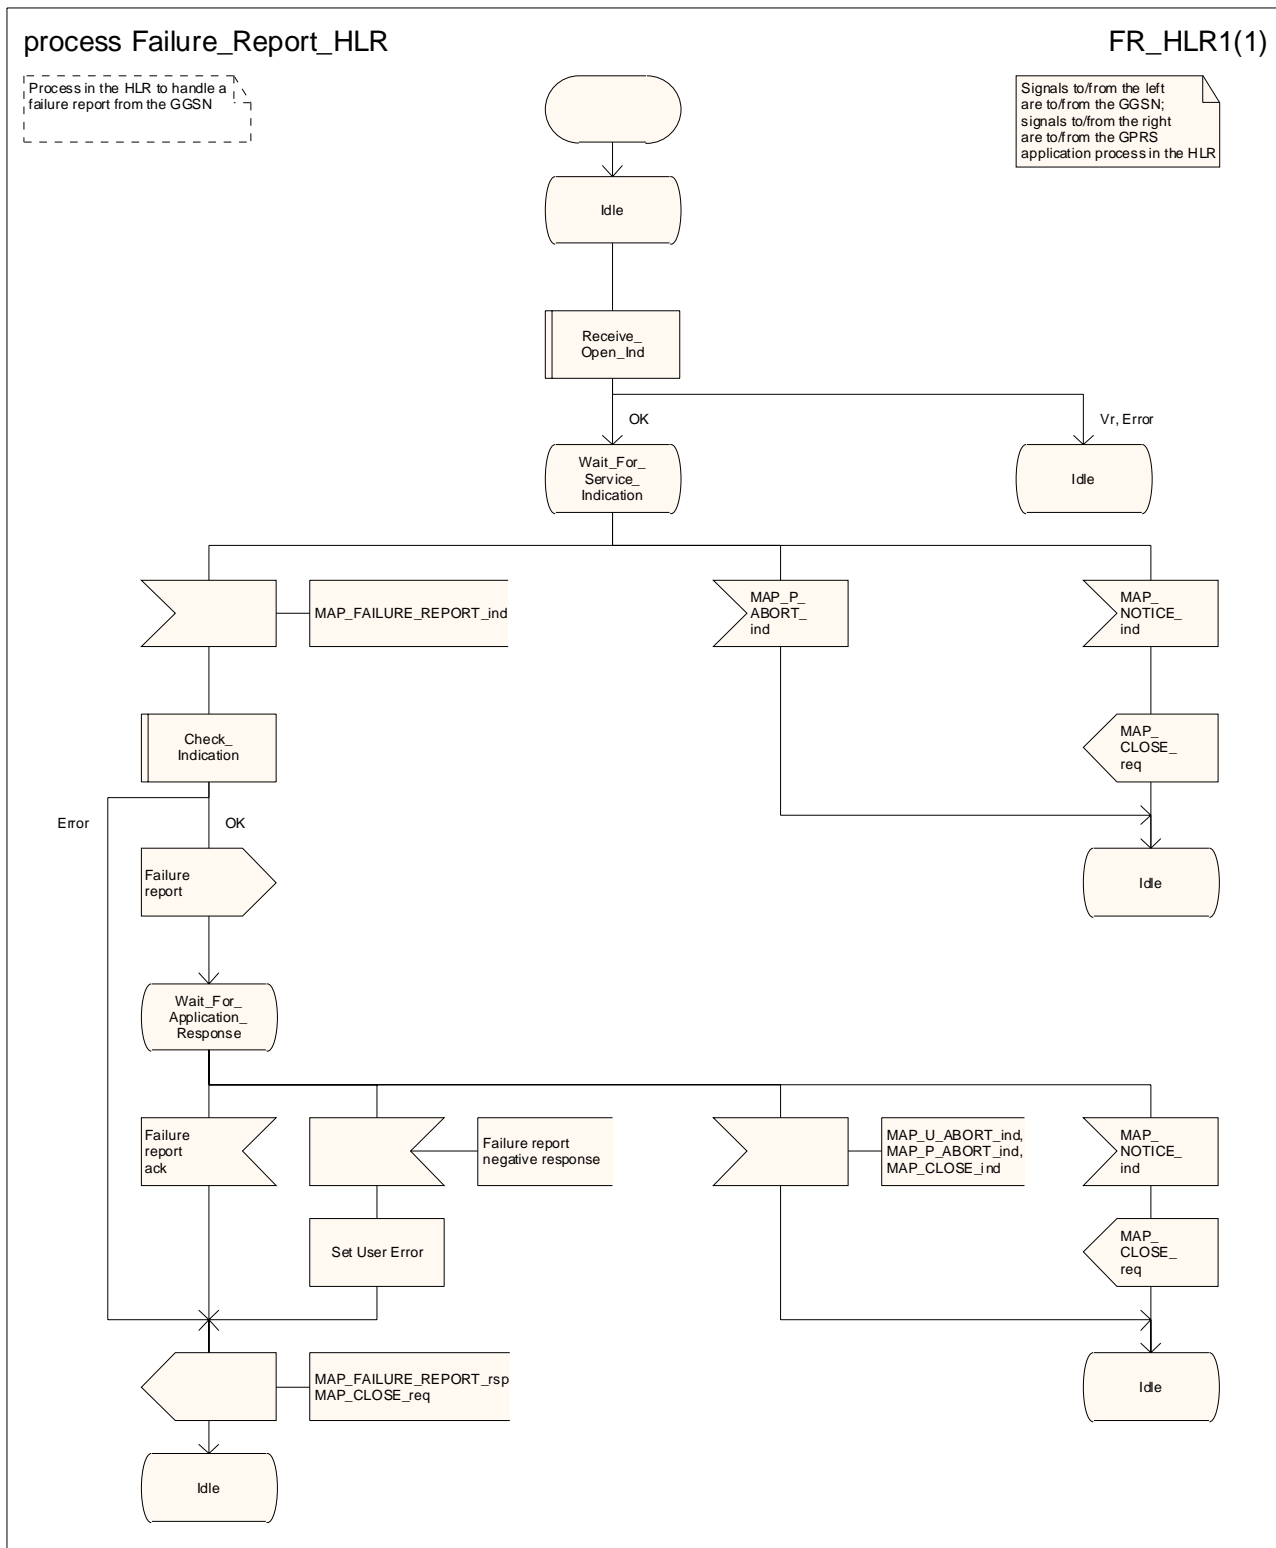 process Failure_Report_HLR
FR_HLR1(1)
Process in the HLR to handle a
failure report from the GGSN
Signals to/from the left
are to/from the GGSN;
signals to/from the right
are to/from the GPRS
application process in the HLR
Idle
Receive_
Open_Ind
OK
Vr, Error
Wait_For_
Service_
Indication
Idle
MAP_FAILURE_REPORT_ind
MAP_P_
ABORT_
ind
MAP_
NOTICE_
ind
Check_
Indication
MAP_
CLOSE_
req
Error
OK
Failure
report
Idle
Wait_For_
Application_
Response
Failure
report
ack
Failure report
negative response
MAP_U_ABORT_ind,
MAP_P_ABORT_ind,
MAP_CLOSE_ind
MAP_
NOTICE_
ind
Set User Error
MAP_
CLOSE_
req
MAP_FAILURE_REPORT_rsp
MAP_CLOSE_req
Idle
Idle